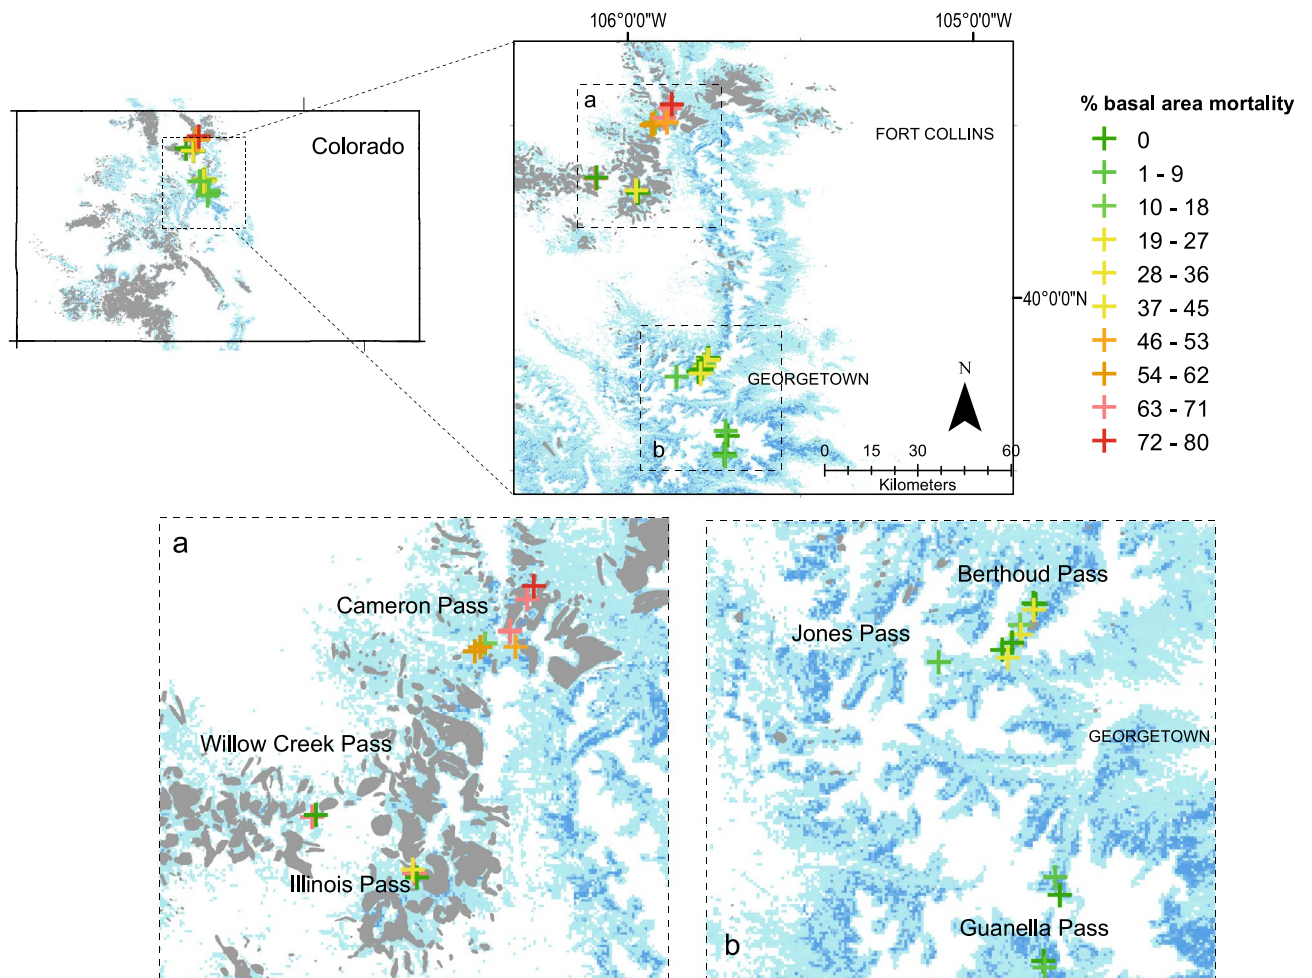 106°0'0"W
105°0'0"W
Colorado
a
FORT COLLINS
40°0'0"N
GEORGETOWN
N
b
0 15 30 45 60
Kilometers
% basal area mortality
0
1 - 9
10 - 18
19 - 27
28 - 36
37 - 45
46 - 53
54 - 62
63 - 71
72 - 80
a
Cameron Pass
Willow Creek Pass
Illinois Pass
Berthoud Pass
Jones Pass
GEORGETOWN
Guanella Pass
b